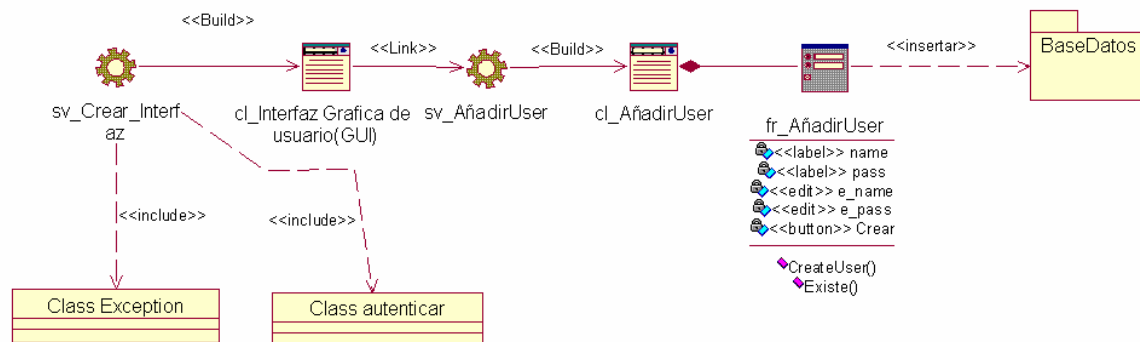 <<Build>>
<<Link>>
<<Build>>
<<insertar>>
BaseDatos
sv_Crear_Interf
az
cl_Interfaz Grafica de
usuario(GUI)
sv_AñadirUser
cl_AñadirUser
fr_AñadirUser
<<label>> name
<<label>> pass
<<edit>> e_name
<<edit>> e_pass
<<button>> Crear
CreateUser()
Existe()
<<include>>
<<include>>
Class Exception
Class autenticar